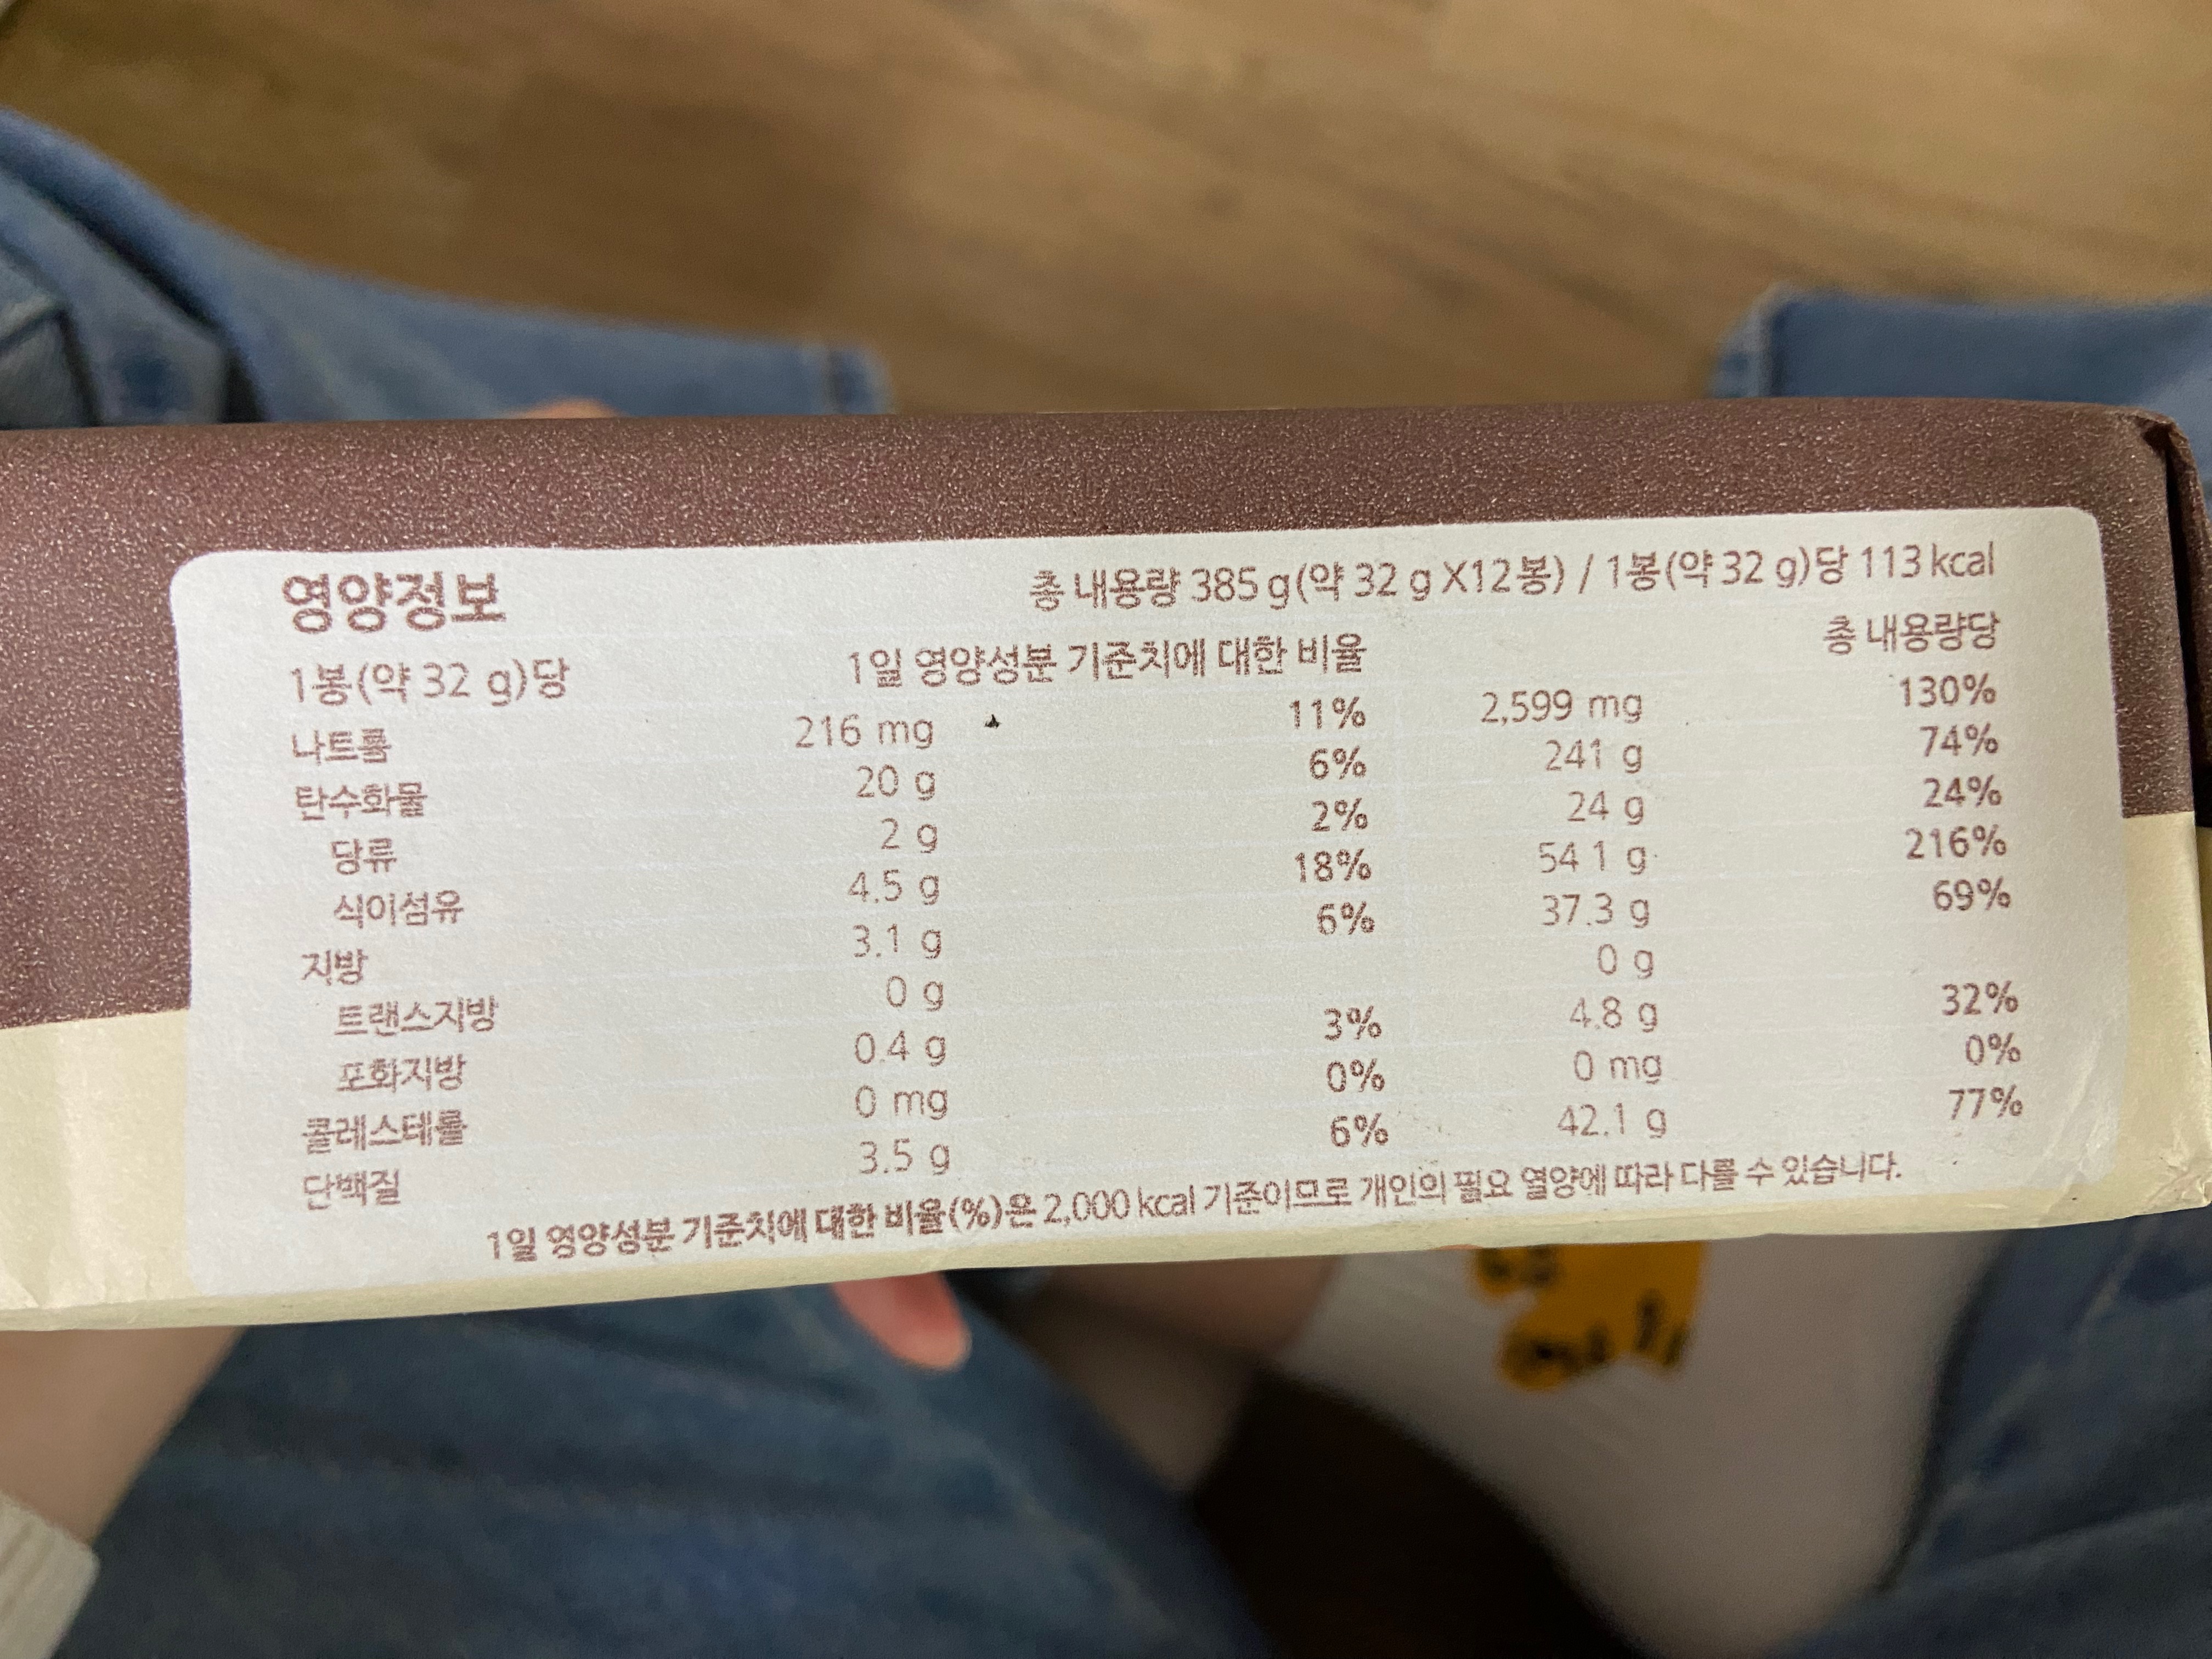 영양정보 총 내용량 385 g(약 32 g X12봉) / 1봉(약 32 g)당 113 kcal
1봉(약 32 g)당 1일 영양성분 기준치에 대한 비율 총 내용량당
나트륨 216 mg 11% 2,599 mg 130%
탄수화물 20 g 6% 241 g 74%
당류 2 g 2% 24 g 24%
식이섬유 4.5 g 18% 54.1 g 216%
지방 3.1 g 6% 37.3 g 69%
트랜스지방 0 g 0 g
포화지방 0.4 g 3% 4.8 g 32%
콜레스테롤 0 mg 0% 0 mg 0%
단백질 3.5 g 6% 42.1 g 77%
1일 영양성분 기준치에 대한 비율(%)은 2,000 kcal 기준이므로 개인의 필요 열양에 따라 다를 수 있습니다.